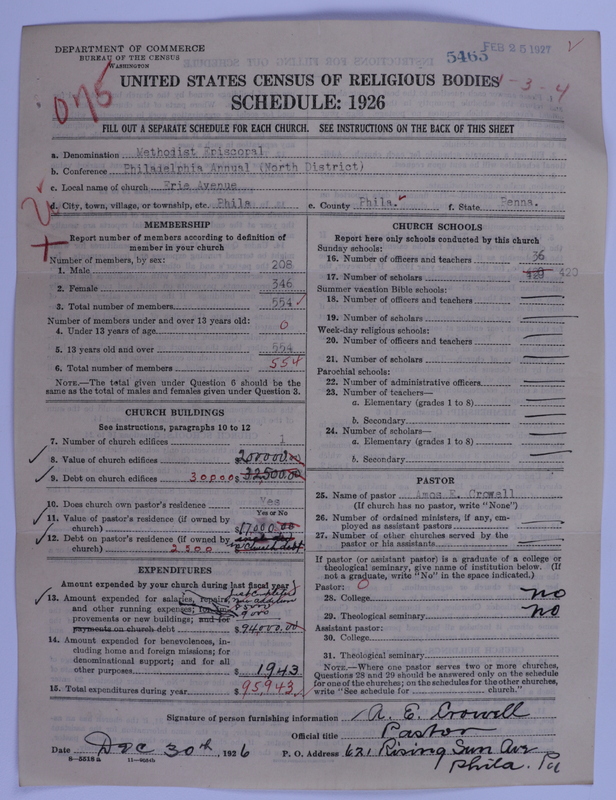 DEPARTMENT OF COMMERCE
BUREAU OF THE CENSUS
WASHINGTON
5465
FEB 25 1927
075
1-3-4
UNITED STATES CENSUS OF RELIGIOUS BODIES
SCHEDULE: 1926
FILL OUT A SEPARATE SCHEDULE FOR EACH CHURCH. SEE INSTRUCTIONS ON THE BACK OF THIS SHEET
a. Denomination Methodist Episcopal
b. Conference Philadelphia Annual (North District)
c. Local name of church Erie Avenue
d. City, town, village, or township, etc. Phila e. County Phila. f. State Penna.
MEMBERSHIP
Report number of members according to definition of
member in your church
Number of members, by sex:
1. Male 208
2. Female 346
3. Total number of members 554
Number of members under and over 13 years old:
4. Under 13 years of age 0
5. 13 years old and over 554
6. Total number of members 554
NOTE.—The total given under Question 6 should be
the same as total of males and females given under Question 3.
CHURCH BUILDINGS
See instructions, paragraphs 10 to 12
7. Number of church edifices 1
8. Value of church edifices $200000.00
9. Debt on church edifices 30000 $32500.00
10. Does church own pastor's residence Yes
Yes or No
11. Value of pastor's residence (if owned by
church) $17000.00
12. Debt on pastor's residence (if owned by
church) 2500 in church debt
EXPENDITURES
Amount expended by your church during last fiscal year
13. Amount expended for salaries, repairs,
and other running expenses; for im-
provements or new buildings; and for
payments on church debt $94000.00
14. Amount expended for benevolences, in-
cluding home and foreign missions; for
denominational support; and for all
other purposes $1943
15. Total expenditures during year $95,943
CHURCH SCHOOLS
Report here only schools conducted by this church
Sunday schools:
16. Number of officers and teachers 36
17. Number of scholars 420
Summer vacation Bible schools:
18. Number of officers and teachers
19. Number of scholars
Week-day religious schools:
20. Number of officers and teachers
21. Number of scholars
Parochial schools:
22. Number of administrative officers
23. Number of teachers—
a. Elementary (grades 1 to 8)
b. Secondary
24. Number of scholars—
a. Elementary (grades 1 to 8)
b. Secondary
PASTOR
25. Name of pastor Amos E. Crowell
(If church has no pastor, write "None")
26. Number of ordained ministers, if any, em-
ployed as assistant pastors
27. Number of other churches served by the
pastor or his assistants
If pastor (or assistant pastor) is a graduate of a college or
theological seminary, give name of institution below. (If
not a graduate, write "No" in the space indicated.)
Pastor:
28. College no
29. Theological seminary no
Assistant pastor:
30. College
31. Theological seminary
NOTE.—Where one pastor serves two or more churches,
Questions 28 and 29 should be answered only on the schedule
for one of the churches; on the schedules for the other churches,
write "See schedule for church."
Signature of person furnishing information A. E. Crowell
Official title Pastor
Date Dec 30th, 1926 P. O. Address 621 Rising Sun Ave
Phila. Pa
8—5518a 11—9054b